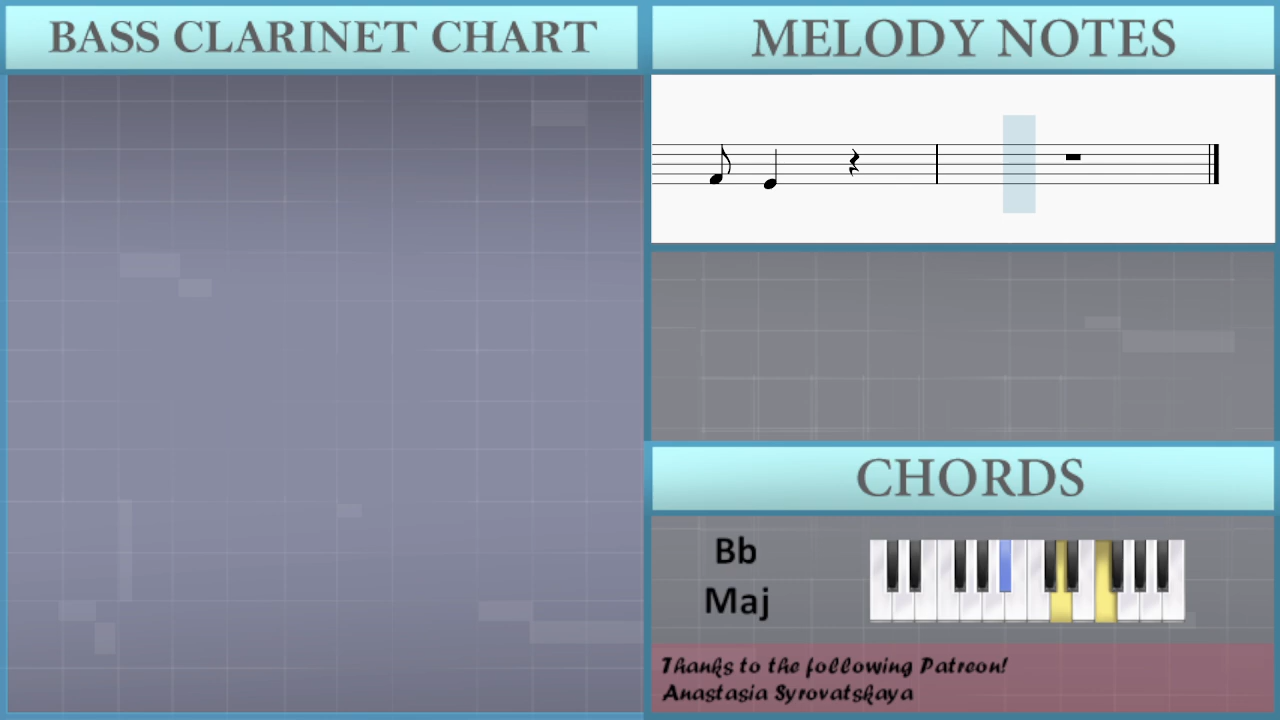 BASS CLARINET CHART
MELODY NOTES
CHORDS
Bb
Maj
Thanks to the following Patreon!
Anastasia Syrovatskaya